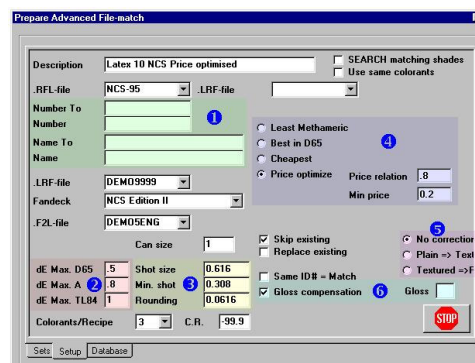 Prepare Advanced File-match
Description Latex 10 NCS Price optimised
SEARCH matching shades
Use same colorants
.RFL-file NCS-95 .LRF-file
Number To
Number
1
Name To
Name
Least Methameric
Best in D65
4
Cheapest
Price optimize Price relation .8
Min price 0.2
.LRF-file DEMO9999
Fandeck NCS Edition II
.F2L-file DEMO5ENG
5
Can size 1
Skip existing
Replace existing
No correction
Plain => Text
Textured =>F
dE Max. D65 .5 Shot size 0.616
dE Max. A 2 .8 Min. shot 3 0.308
dE Max. TL84 1 Rounding 0.0616
Same ID# = Match
Gloss compensation 6 Gloss
Colorants/Recipe 3 C.R. -99.9
STOP
Sets Setup Database